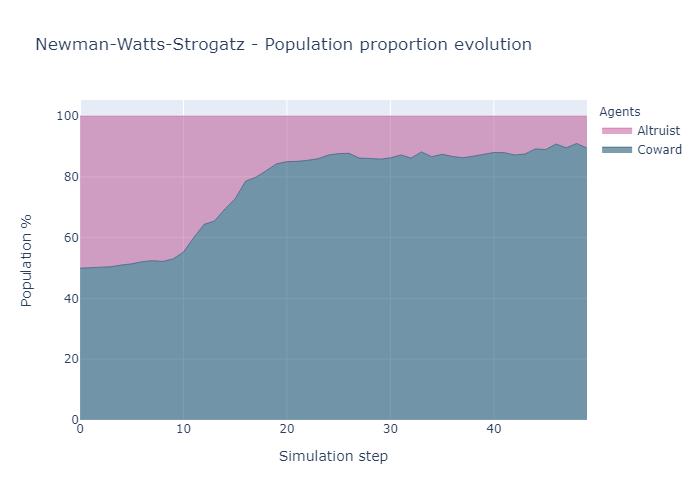 Newman-Watts-Strogatz - Population proportion evolution
Agents
Altruist
Coward
Population %
100
80
60
40
20
0
0 10 20 30 40
Simulation step